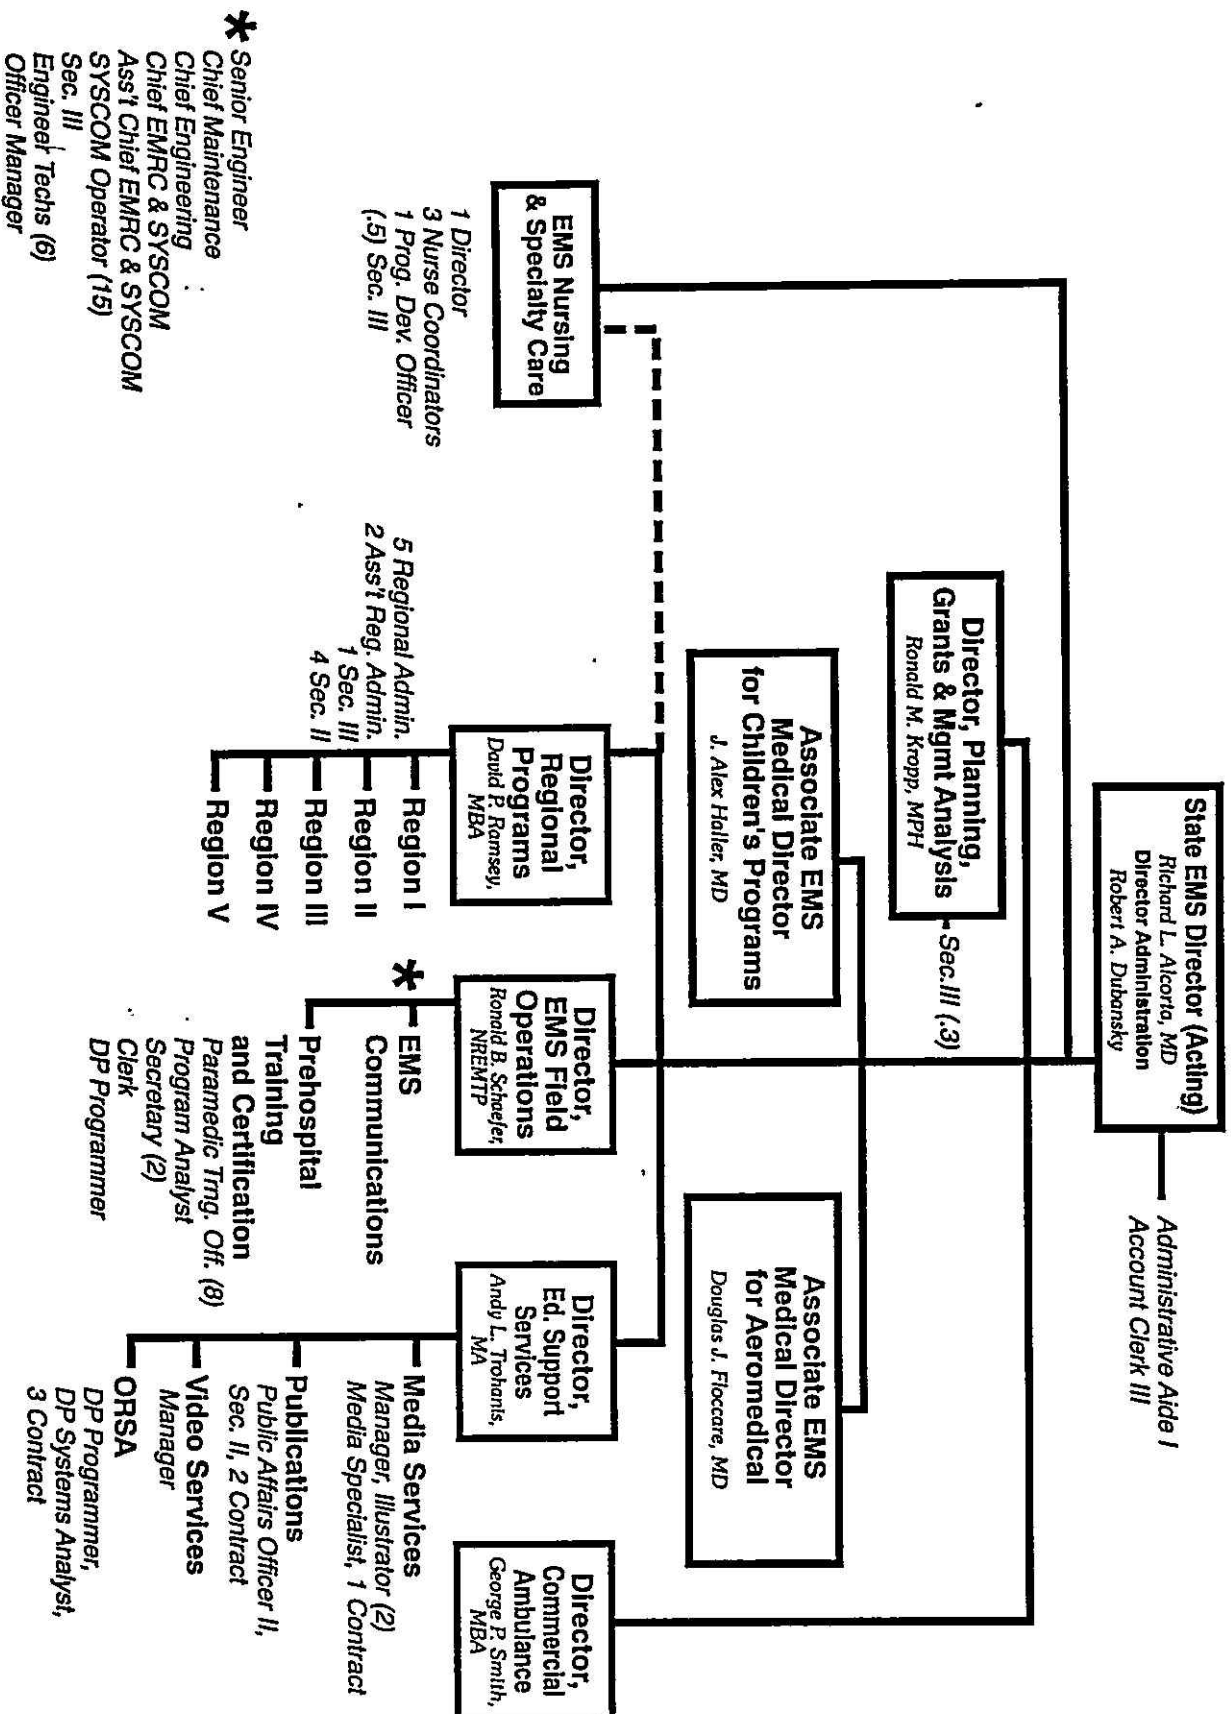 State EMS Director (Acting)
Richard L. Alcorta, MD
Director Administration
Robert A. Dubansky
Administrative Aide I
Account Clerk III
Director, Planning,
Grants & Mgmt Analysis
Ronald M. Kropp, MPH
Sec.III (.3)
Associate EMS
Medical Director
for Children's Programs
J. Alex Haller, MD
Associate EMS
Medical Director
for Aeromedical
Douglas J. Floccare, MD
EMS Nursing
& Specialty Care
1 Director
3 Nurse Coordinators
1 Prog. Dev. Officer
(.5) Sec. III
Director,
Regional
Programs
David P. Ramsey,
MBA
5 Regional Admin.
2 Ass't Reg. Admin.
1 Sec. III
4 Sec. II
Region I
Region II
Region III
Region IV
Region V
Director,
EMS Field
Operations
Ronald B. Schaefer,
NREMTP
* EMS
Communications
Prehospital
Training
and Certification
Paramedic Trng. Off. (8)
Program Analyst
Secretary (2)
Clerk
DP Programmer
Director,
Ed. Support
Services
Andy L. Trohanis,
MA
Media Services
Manager, Illustrator (2)
Media Specialist, 1 Contract
Publications
Public Affairs Officer II,
Sec. II, 2 Contract
Video Services
Manager
ORSA
DP Programmer,
DP Systems Analyst,
3 Contract
Director,
Commercial
Ambulance
George P. Smith,
MBA
* Senior Engineer
Chief Maintenance
Chief Engineering
Chief EMRC & SYSCOM
Ass't Chief EMRC & SYSCOM
SYSCOM Operator (15)
Sec. III
Engineer Techs (6)
Officer Manager